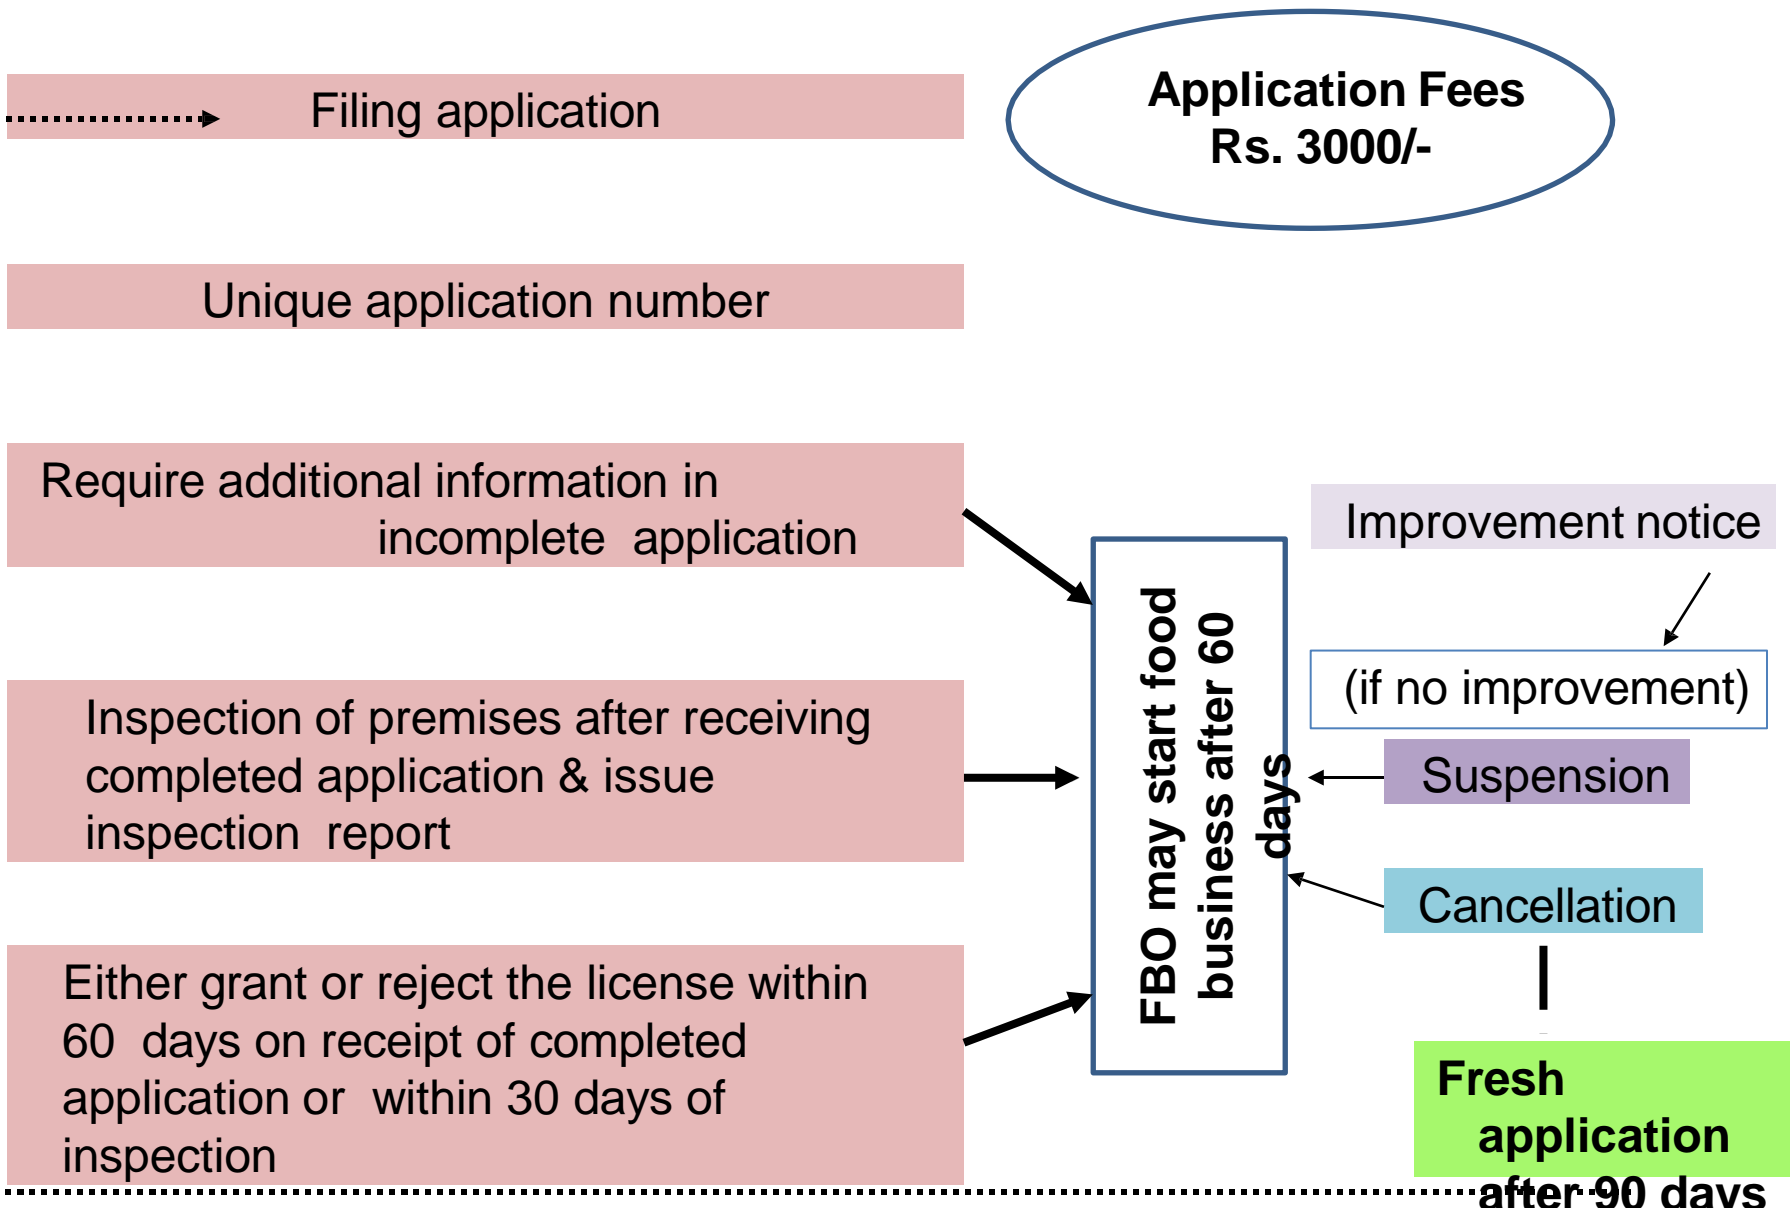 Filing application
Application Fees
Rs. 3000/-
Unique application number
Require additional information in
incomplete application
Improvement notice
(if no improvement)
Inspection of premises after receiving
completed application & issue
inspection report
FBO may start food
business after 60
days
Suspension
Cancellation
Either grant or reject the license within
60 days on receipt of completed
application or within 30 days of
inspection
Fresh
application
after 90 days